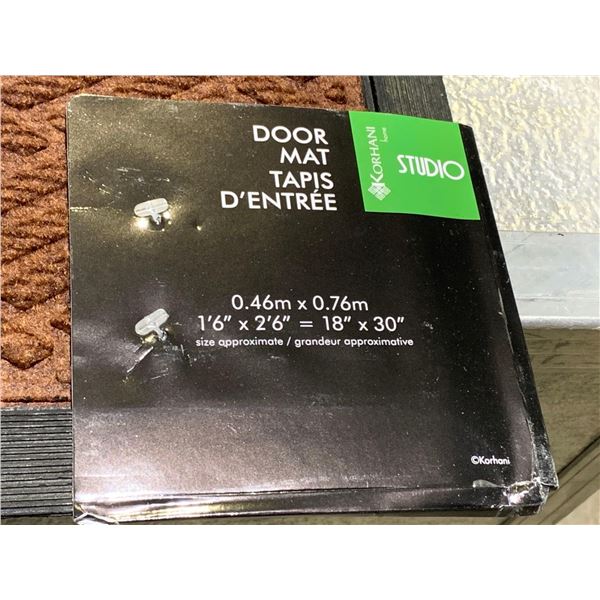 DOOR
MAT
TAPIS
D'ENTRÉE
KORHANI
home
STUDIO
0.46m x 0.76m
1'6" x 2'6" = 18" x 30"
size approximate / grandeur approximative
©Korhani